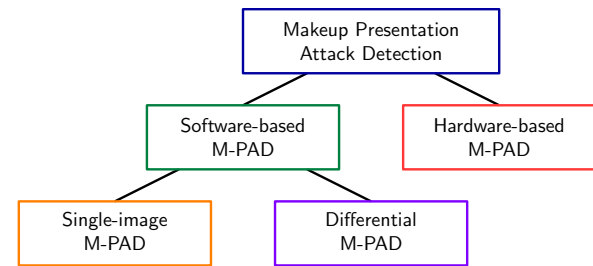 Makeup Presentation
Attack Detection
Software-based
M-PAD
Hardware-based
M-PAD
Single-image
M-PAD
Differential
M-PAD